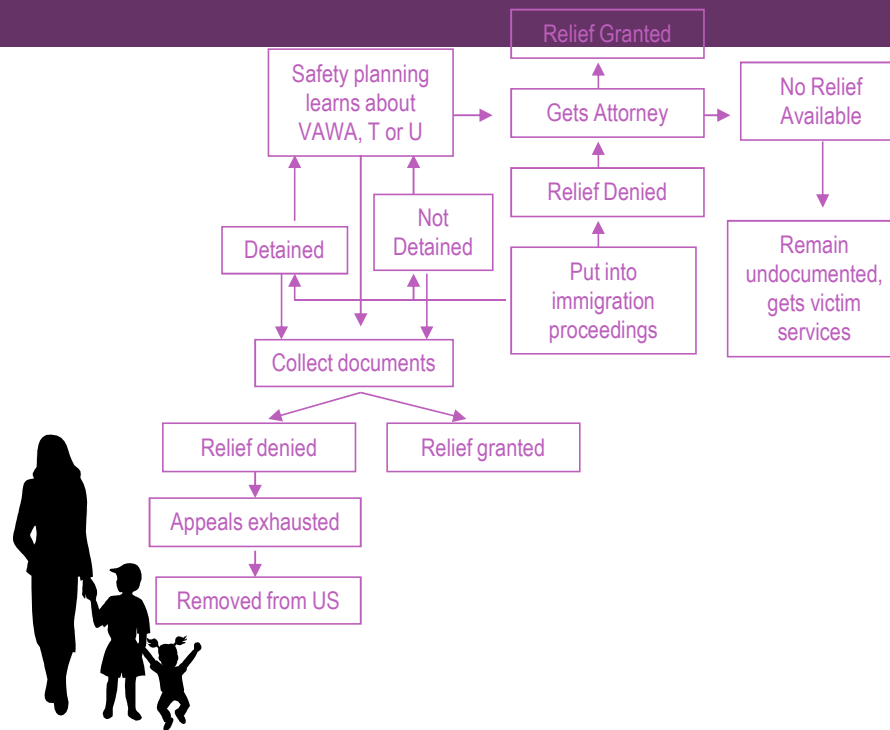 Relief Granted
Safety planning
learns about
VAWA, T or U
Gets Attorney
No Relief
Available
Relief Denied
Not
Detained
Detained
Put into
immigration
proceedings
Remain
undocumented,
gets victim
services
Collect documents
Relief denied
Relief granted
Appeals exhausted
Removed from US